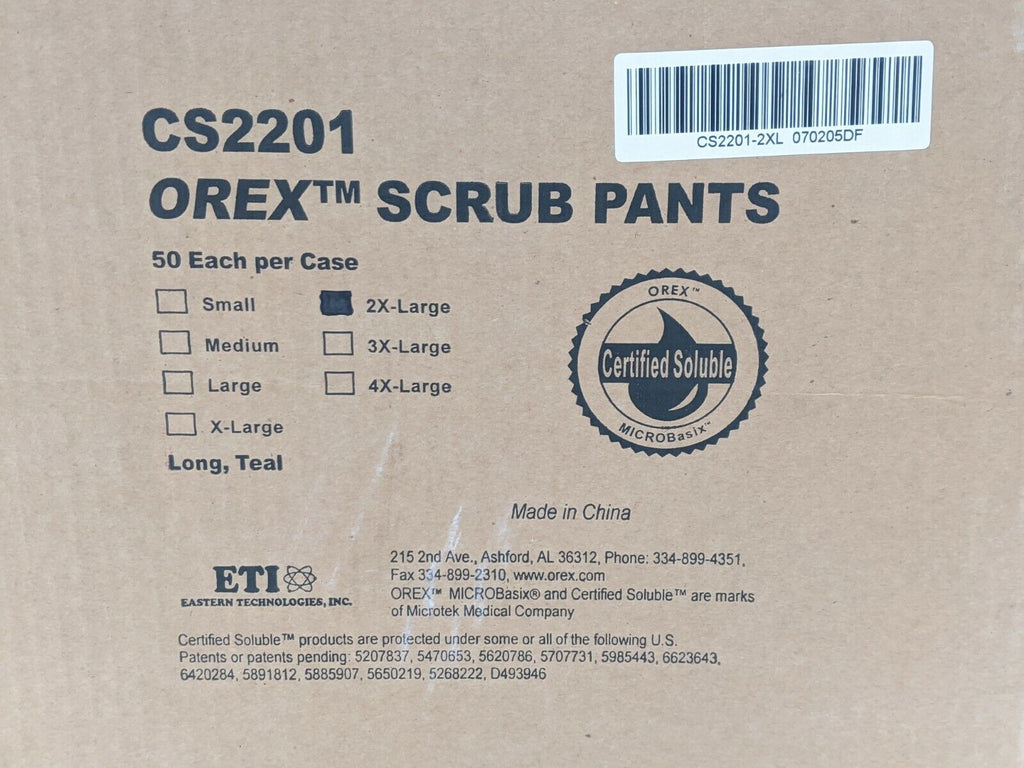 CS2201-2XL 070205DF
CS2201
OREX™ SCRUB PANTS
50 Each per Case
Small
2X-Large
Medium
3X-Large
Large
4X-Large
X-Large
Long, Teal
OREX™
Certified Soluble
MICROBasix™
Made in China
ETI
EASTERN TECHNOLOGIES, INC.
215 2nd Ave., Ashford, AL 36312, Phone: 334-899-4351,
Fax 334-899-2310, www.orex.com
OREX™ MICROBasix® and Certified Soluble™ are marks
of Microtek Medical Company
Certified Soluble™ products are protected under some or all of the following U.S.
Patents or patents pending: 5207837, 5470653, 5620786, 5707731, 5985443, 6623643,
6420284, 5891812, 5885907, 5650219, 5268222, D493946